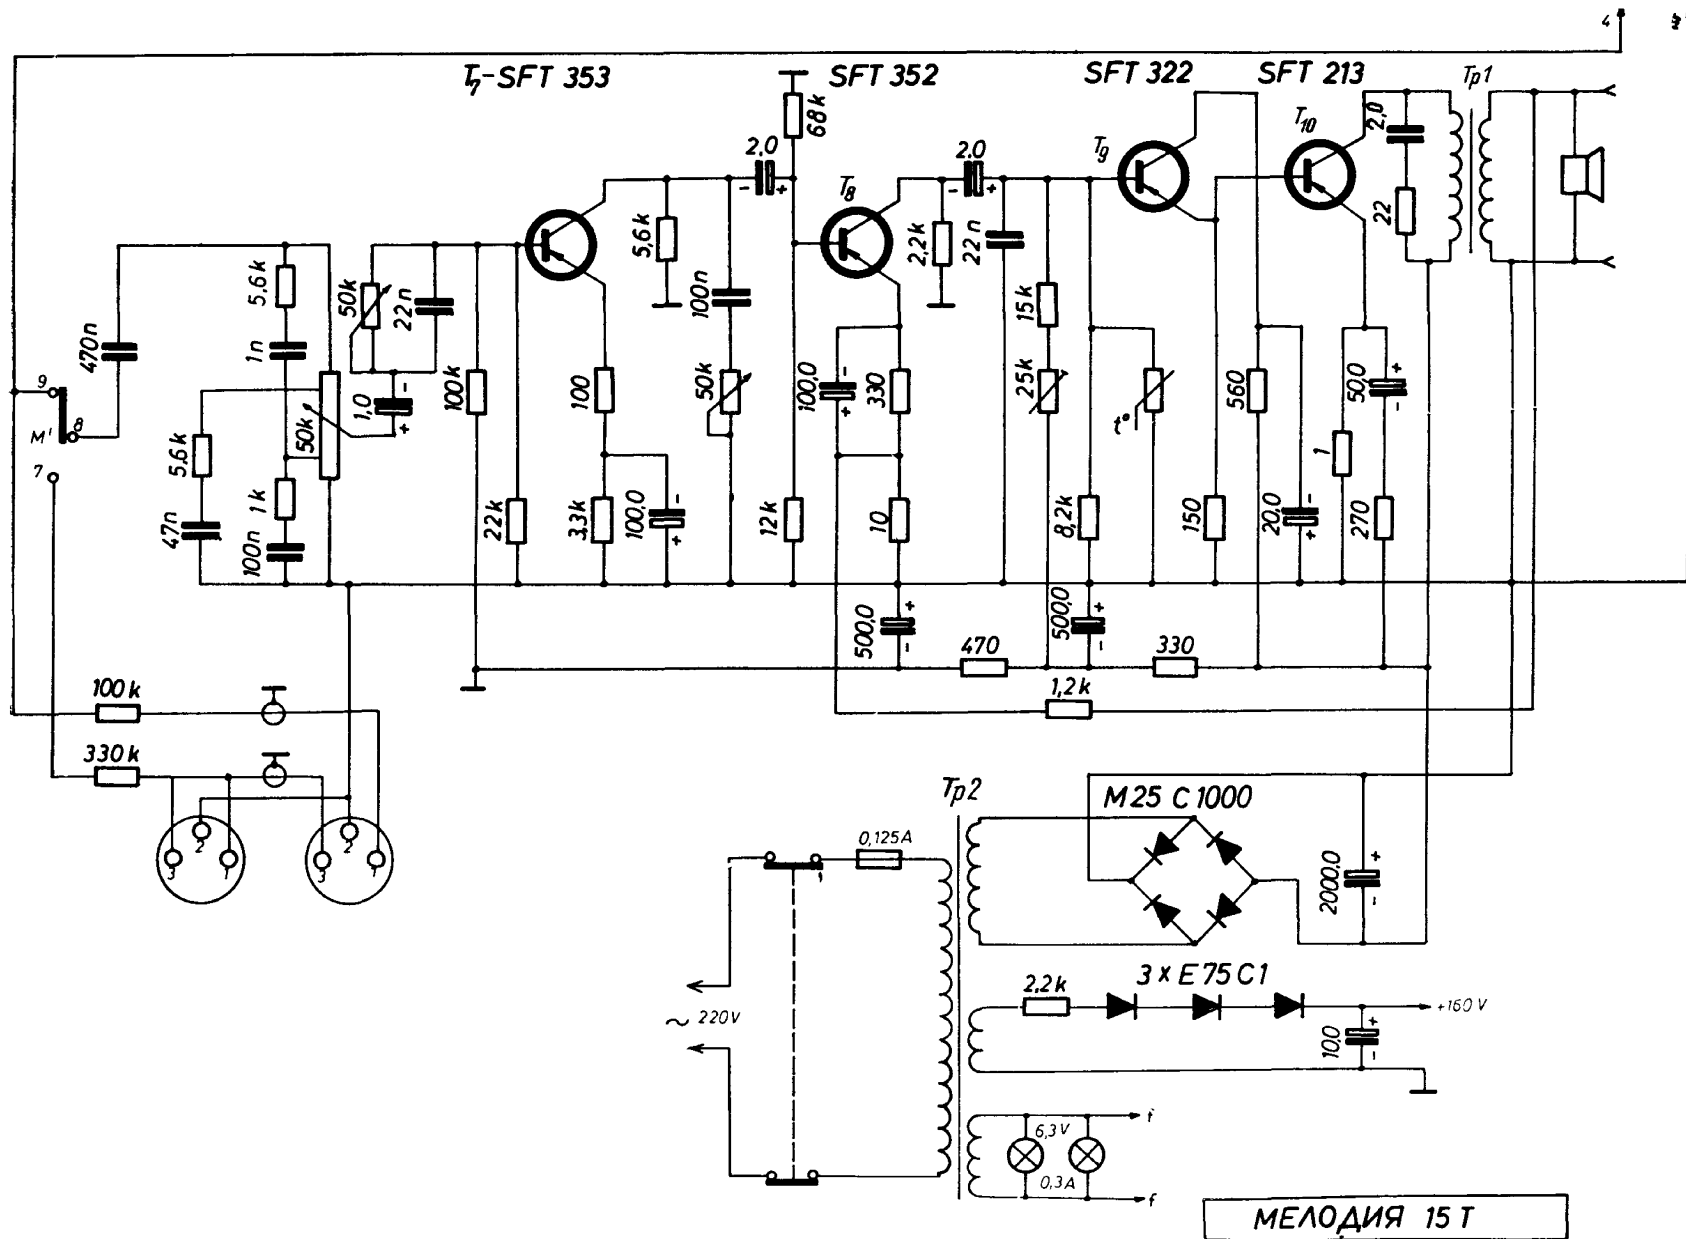 4
T₇-SFT 353
SFT 352
SFT 322
SFT 213
Tp1
68k
2,0
T8
2,0
T9
T10
2,0
22
5,6k
50k
22n
5,6k
100n
2,2k
22n
15k
470n
1n
9
M'
8
7
5,6k
50k
1,0
100k
100
50k
100,0
330
25k
t°
560
1
50,0
47n
1k
100n
22k
3,3k
100,0
12k
10
8,2k
150
20,0
270
500,0
500,0
470
330
1,2k
100k
330k
3
2
1
3
2
1
Tp2
M25 C1000
0,125A
2000,0
3 x E75C1
2,2k
+160V
~ 220V
10,0
6,3V
f
0,3A
f
МЕЛОДИЯ 15T